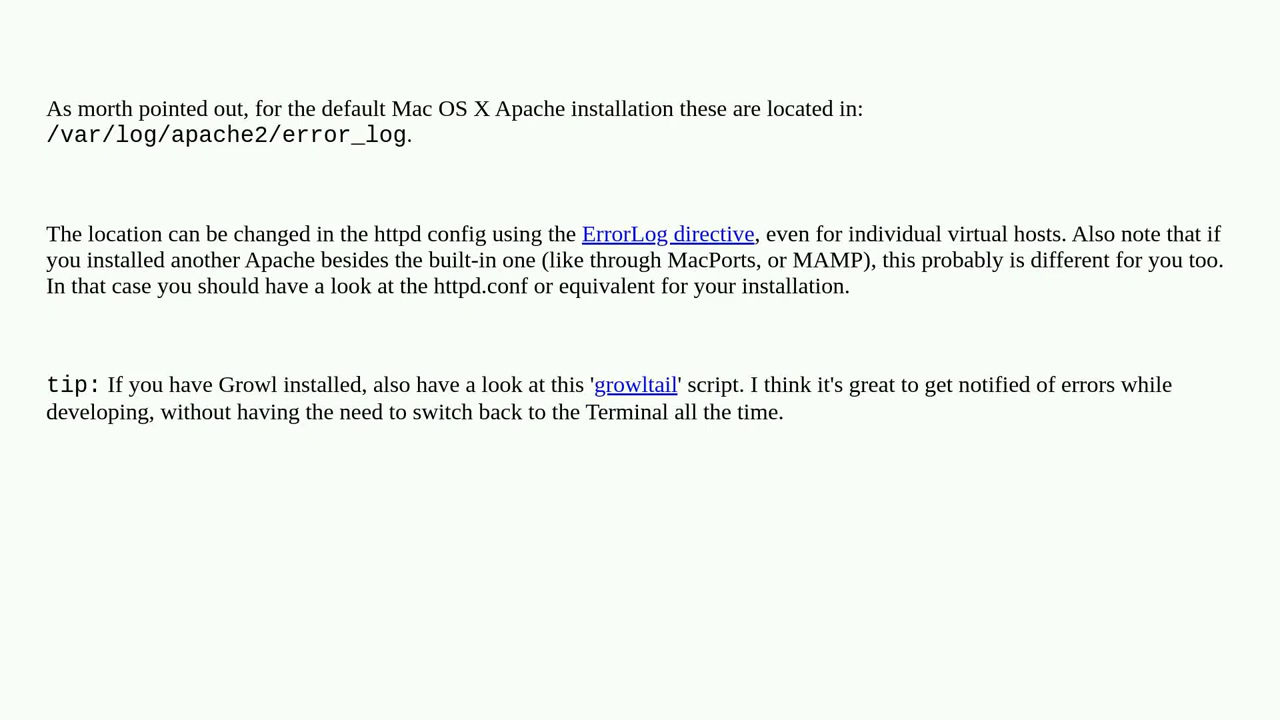 As morth pointed out, for the default Mac OS X Apache installation these are located in:
/var/log/apache2/error_log.
The location can be changed in the httpd config using the ErrorLog directive, even for individual virtual hosts. Also note that if
you installed another Apache besides the built-in one (like through MacPorts, or MAMP), this probably is different for you too.
In that case you should have a look at the httpd.conf or equivalent for your installation.
tip: If you have Growl installed, also have a look at this 'growltail' script. I think it's great to get notified of errors while
developing, without having the need to switch back to the Terminal all the time.